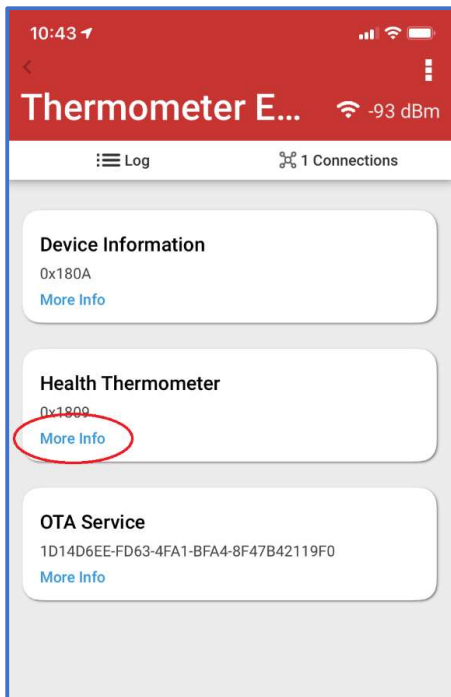 10:43
Thermometer E...
-93 dBm
Log
1 Connections
Device Information
0x180A
More Info
Health Thermometer
0x1809
More Info
OTA Service
1D14D6EE-FD63-4FA1-BFA4-8F47B42119F0
More Info